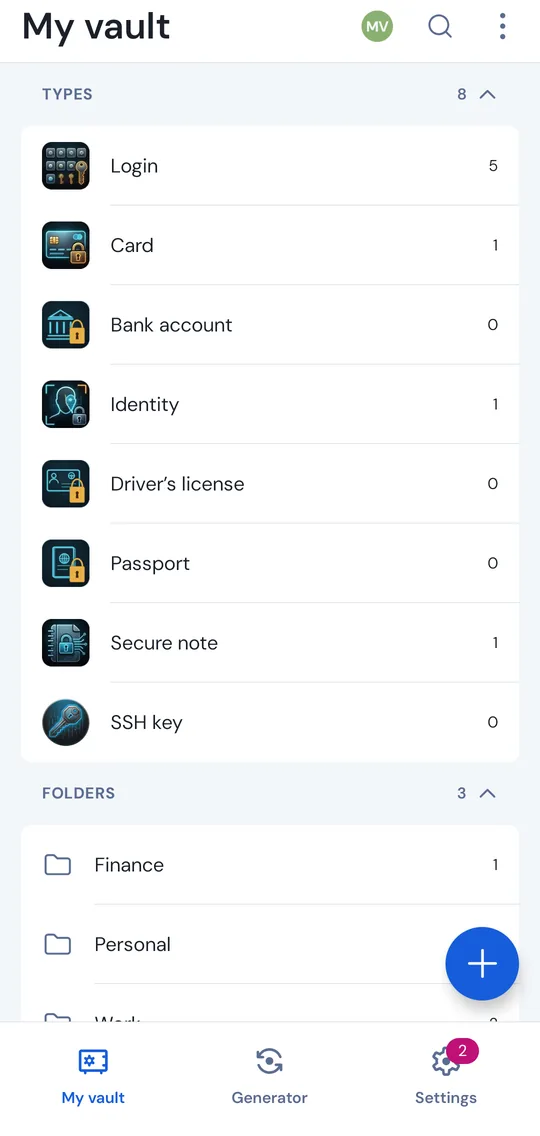 My vault
MV
TYPES 8
Login 5
Card 1
Bank account 0
Identity 1
Driver’s license 0
Passport 0
Secure note 1
SSH key 0
FOLDERS 3
Finance 1
Personal
2
My vault Generator Settings